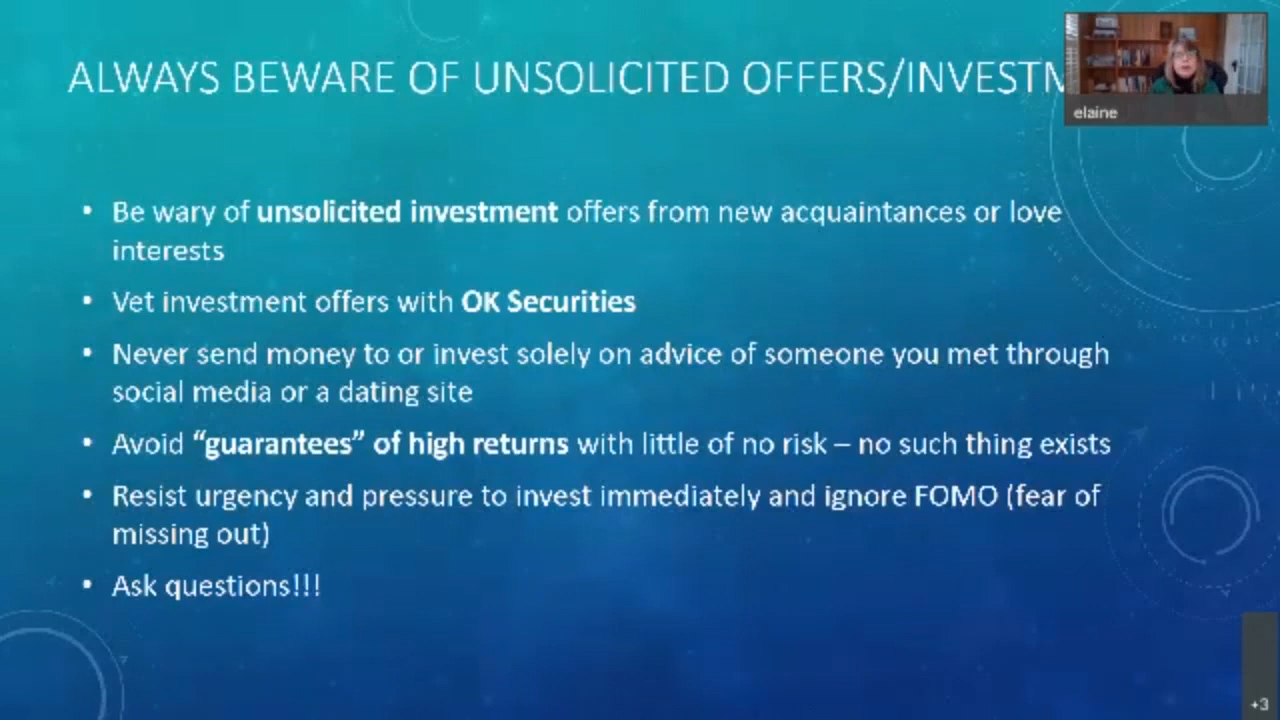 ALWAYS BEWARE OF UNSOLICITED OFFERS/INVESTM
elaine
• Be wary of unsolicited investment offers from new acquaintances or love
interests
• Vet investment offers with OK Securities
• Never send money to or invest solely on advice of someone you met through
social media or a dating site
• Avoid “guarantees” of high returns with little of no risk – no such thing exists
• Resist urgency and pressure to invest immediately and ignore FOMO (fear of
missing out)
• Ask questions!!!
+3